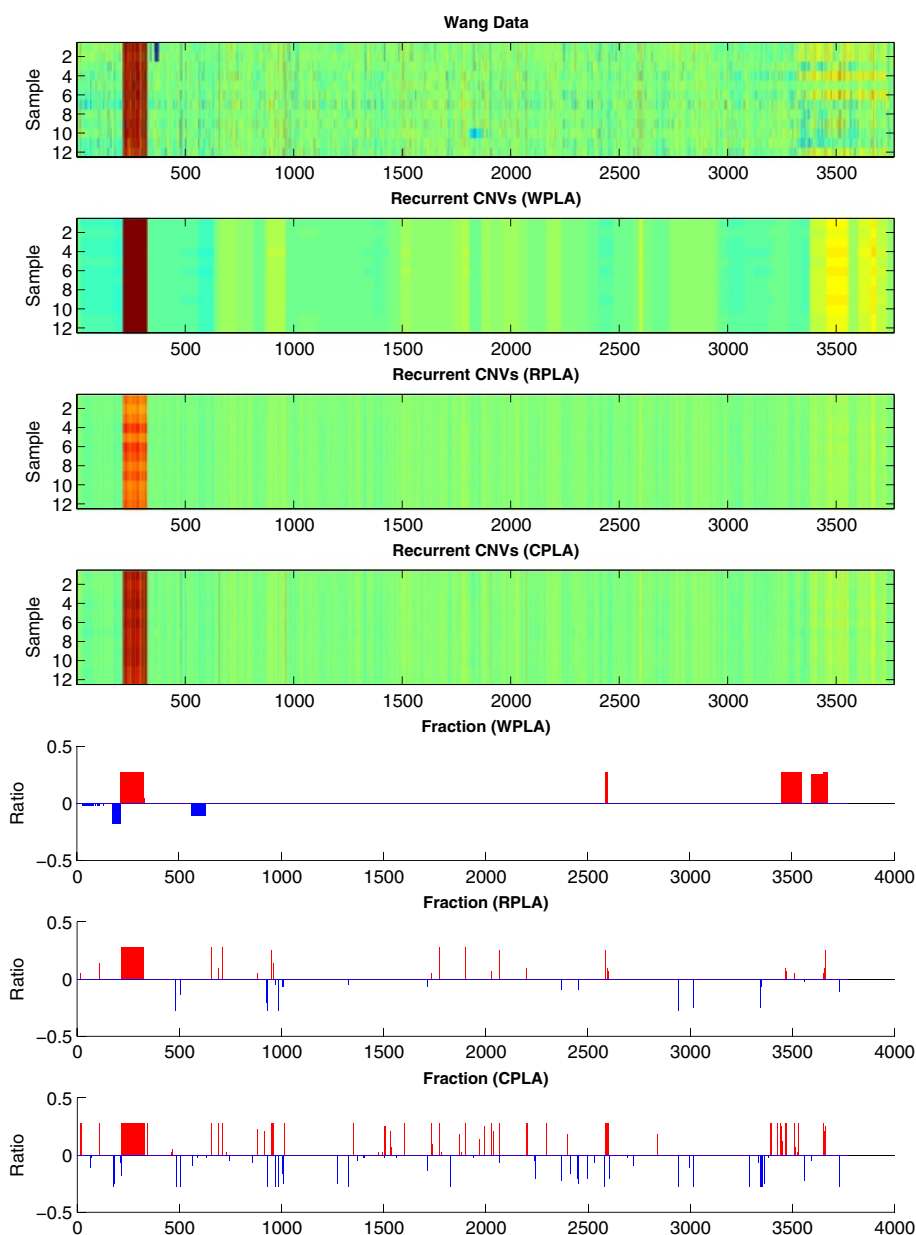 Wang Data
Sample
2
4
6
8
10
12
500 1000 1500 2000 2500 3000 3500
Recurrent CNVs (WPLA)
Sample
2
4
6
8
10
12
500 1000 1500 2000 2500 3000 3500
Recurrent CNVs (RPLA)
Sample
2
4
6
8
10
12
500 1000 1500 2000 2500 3000 3500
Recurrent CNVs (CPLA)
Sample
2
4
6
8
10
12
500 1000 1500 2000 2500 3000 3500
Fraction (WPLA)
Ratio
0.5
0
−0.5
0 500 1000 1500 2000 2500 3000 3500 4000
Fraction (RPLA)
Ratio
0.5
0
−0.5
0 500 1000 1500 2000 2500 3000 3500 4000
Fraction (CPLA)
Ratio
0.5
0
−0.5
0 500 1000 1500 2000 2500 3000 3500 4000